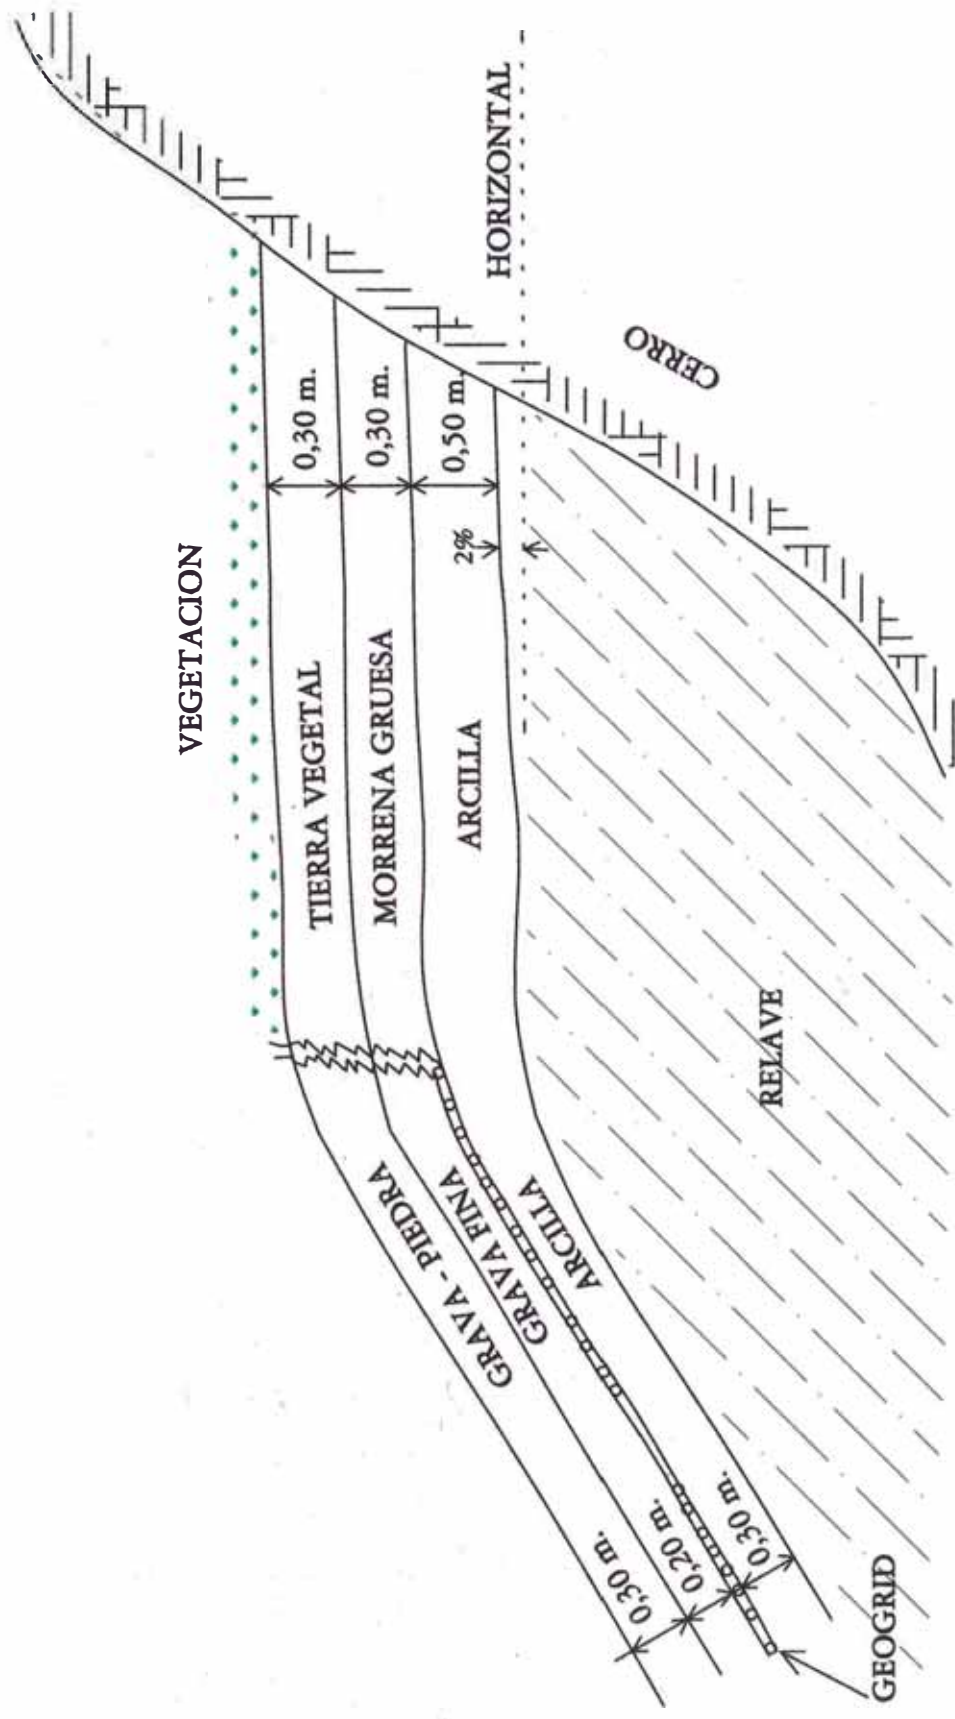 VEGETACION
HORIZONTAL
0,30 m.
0,30 m.
0,50 m.
2%
CERRO
TIERRA VEGETAL
MORRENA GRUESA
ARCILLA
GRAVA - PIEDRA
GRAVA FINA
ARCILLA
RELAVE
0,30 m.
0,20 m.
0,30 m.
GEOGRID